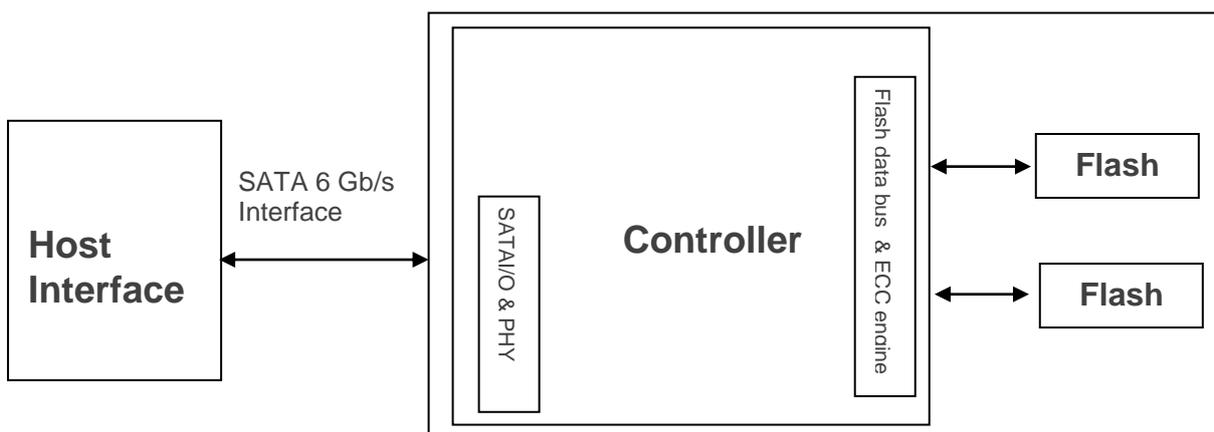 Host
Interface
SATA 6 Gb/s
Interface
SATAI/O & PHY
Controller
Flash data bus & ECC engine
Flash
Flash